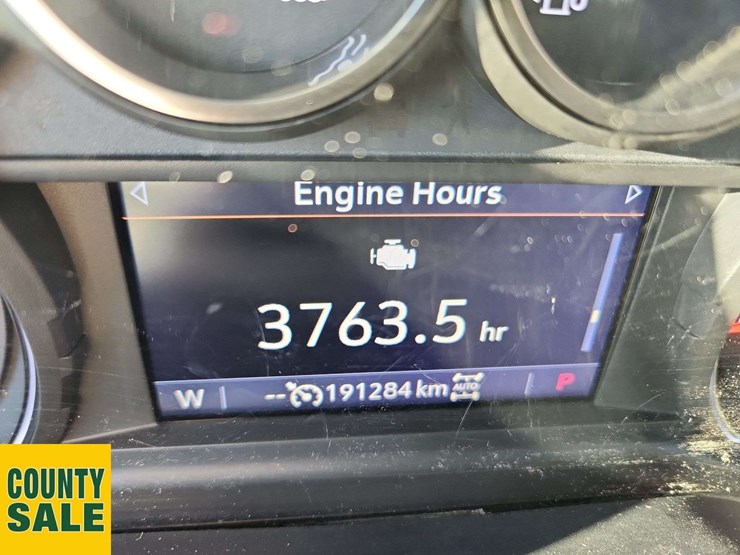 Engine Hours
3763.5 hr
W -- 191284 km AUTO P
COUNTY
SALE